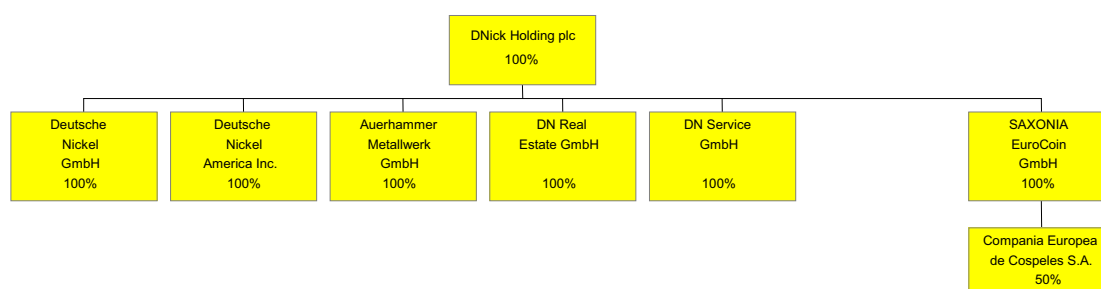 DNick Holding plc
100%
Deutsche
Nickel
GmbH
100%
Deutsche
Nickel
America Inc.
100%
Auerhammer
Metallwerk
GmbH
100%
DN Real
Estate GmbH
100%
DN Service
GmbH
100%
SAXONIA
EuroCoin
GmbH
100%
Compania Europea
de Cospeles S.A.
50%